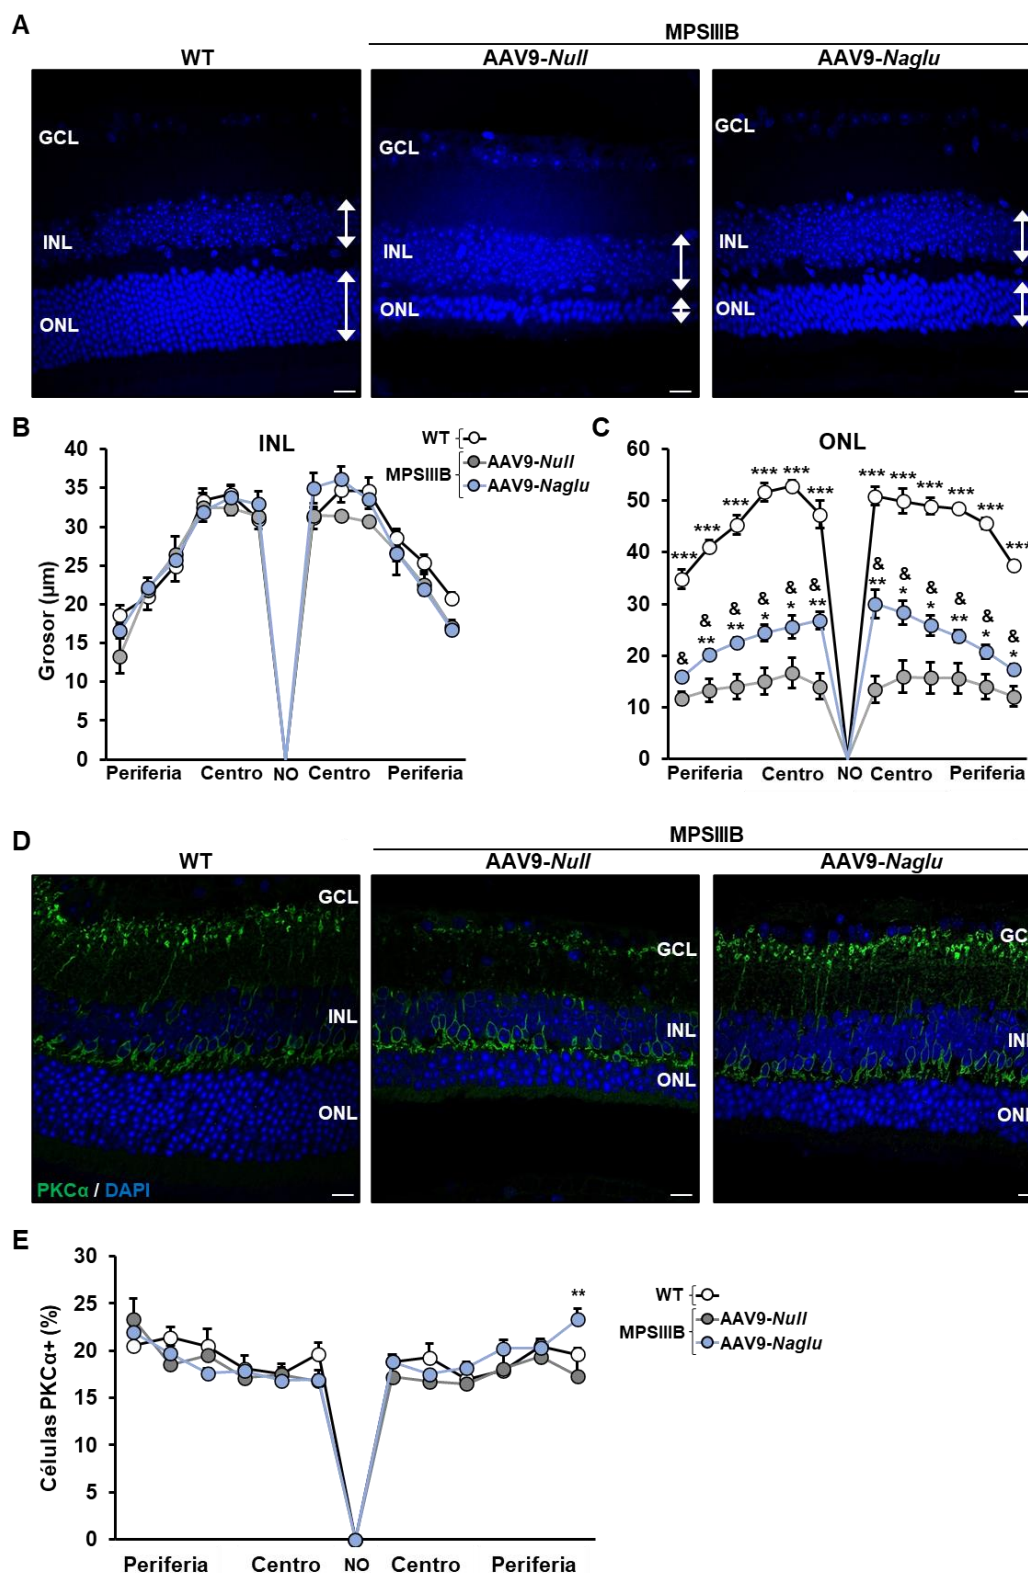 A
MPSIIIB
WT
AAV9-Null
AAV9-Naglu
GCL
INL
ONL
GCL
INL
ONL
GCL
INL
ONL
B
INL
WT
MPSIIIB
AAV9-Null
AAV9-Naglu
Grosor (µm)
40
35
30
25
20
15
10
5
0
Periferia Centro NO Centro Periferia
C
ONL
60
50
40
30
20
10
0
*** *** *** *** *** *** *** *** *** *** *** ***
& & & & & & & & & & & &
** ** * * ** ** * * ** * *
Periferia Centro NO Centro Periferia
D
MPSIIIB
WT
AAV9-Null
AAV9-Naglu
GCL
INL
ONL
PKCα / DAPI
GCL
INL
ONL
GC
INL
ONL
E
WT
MPSIIIB
AAV9-Null
AAV9-Naglu
Células PKCα+ (%)
30
25
20
15
10
5
0
**
Periferia Centro NO Centro Periferia